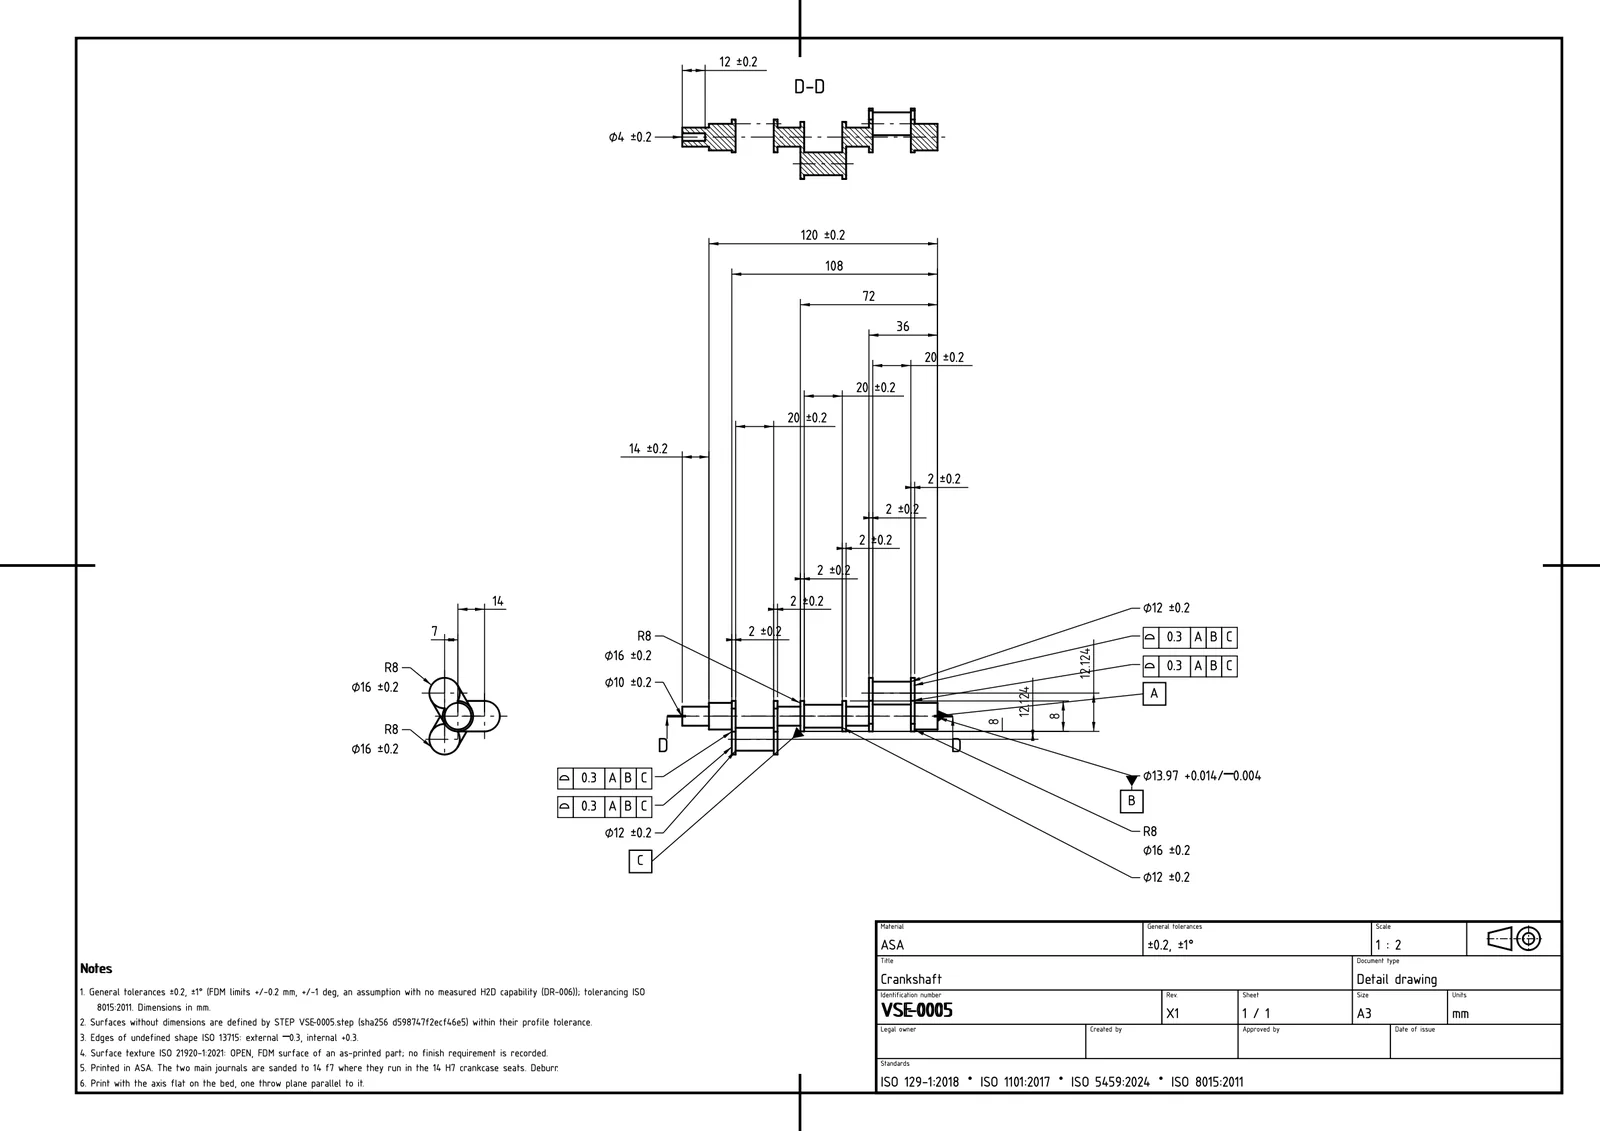 12 ±0.2
D-D
⌀4 ±0.2
120 ±0.2
108
72
36
20 ±0.2
20 ±0.2
20 ±0.2
14 ±0.2
2 ±0.2
2 ±0.2
2 ±0.2
2 ±0.2
2 ±0.2
2 ±0.2
14
7
R8
⌀16 ±0.2
R8
⌀16 ±0.2
R8
⌀16 ±0.2
⌀10 ±0.2
⌀12 ±0.2
0.3 A B C
0.3 A B C
A
12.124
12.124
8
8
D
D
⌀13.97 +0.014/−0.004
B
0.3 A B C
0.3 A B C
⌀12 ±0.2
C
R8
⌀16 ±0.2
⌀12 ±0.2
Notes
1. General tolerances ±0.2, ±1° (FDM limits +/-0.2 mm, +/-1 deg, an assumption with no measured H2D capability (DR-006)); tolerancing ISO
8015:2011. Dimensions in mm.
2. Surfaces without dimensions are defined by STEP VSE-0005.step (sha256 d598747f2ecf46e5) within their profile tolerance.
3. Edges of undefined shape ISO 13715: external −0.3, internal +0.3.
4. Surface texture ISO 21920-1:2021: OPEN, FDM surface of an as-printed part; no finish requirement is recorded.
5. Printed in ASA. The two main journals are sanded to 14 f7 where they run in the 14 H7 crankcase seats. Deburr.
6. Print with the axis flat on the bed, one throw plane parallel to it.
Material
ASA
General tolerances
±0.2, ±1°
Scale
1 : 2
Title
Crankshaft
Document type
Detail drawing
Identification number
VSE-0005
Rev.
X1
Sheet
1 / 1
Size
A3
Units
mm
Legal owner
Created by
Approved by
Date of issue
Standards
ISO 129-1:2018 • ISO 1101:2017 • ISO 5459:2024 • ISO 8015:2011